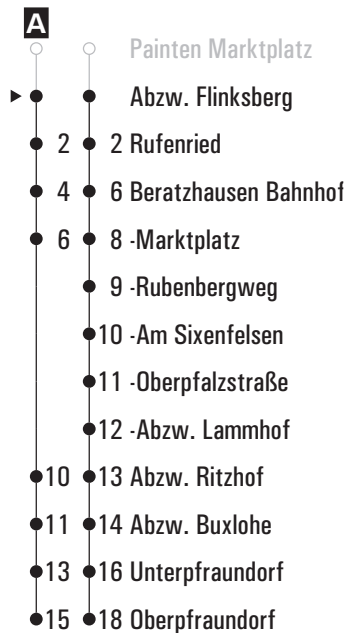 A
Painten Marktplatz
Abzw. Flinksberg
2 2 Rufenried
4 6 Beratzhausen Bahnhof
6 8 -Marktplatz
9 -Rubenbergweg
10 -Am Sixenfelsen
11 -Oberpfalzstraße
12 -Abzw. Lammhof
10 13 Abzw. Ritzhof
11 14 Abzw. Buxlohe
13 16 Unterpfraundorf
15 18 Oberpfraundorf